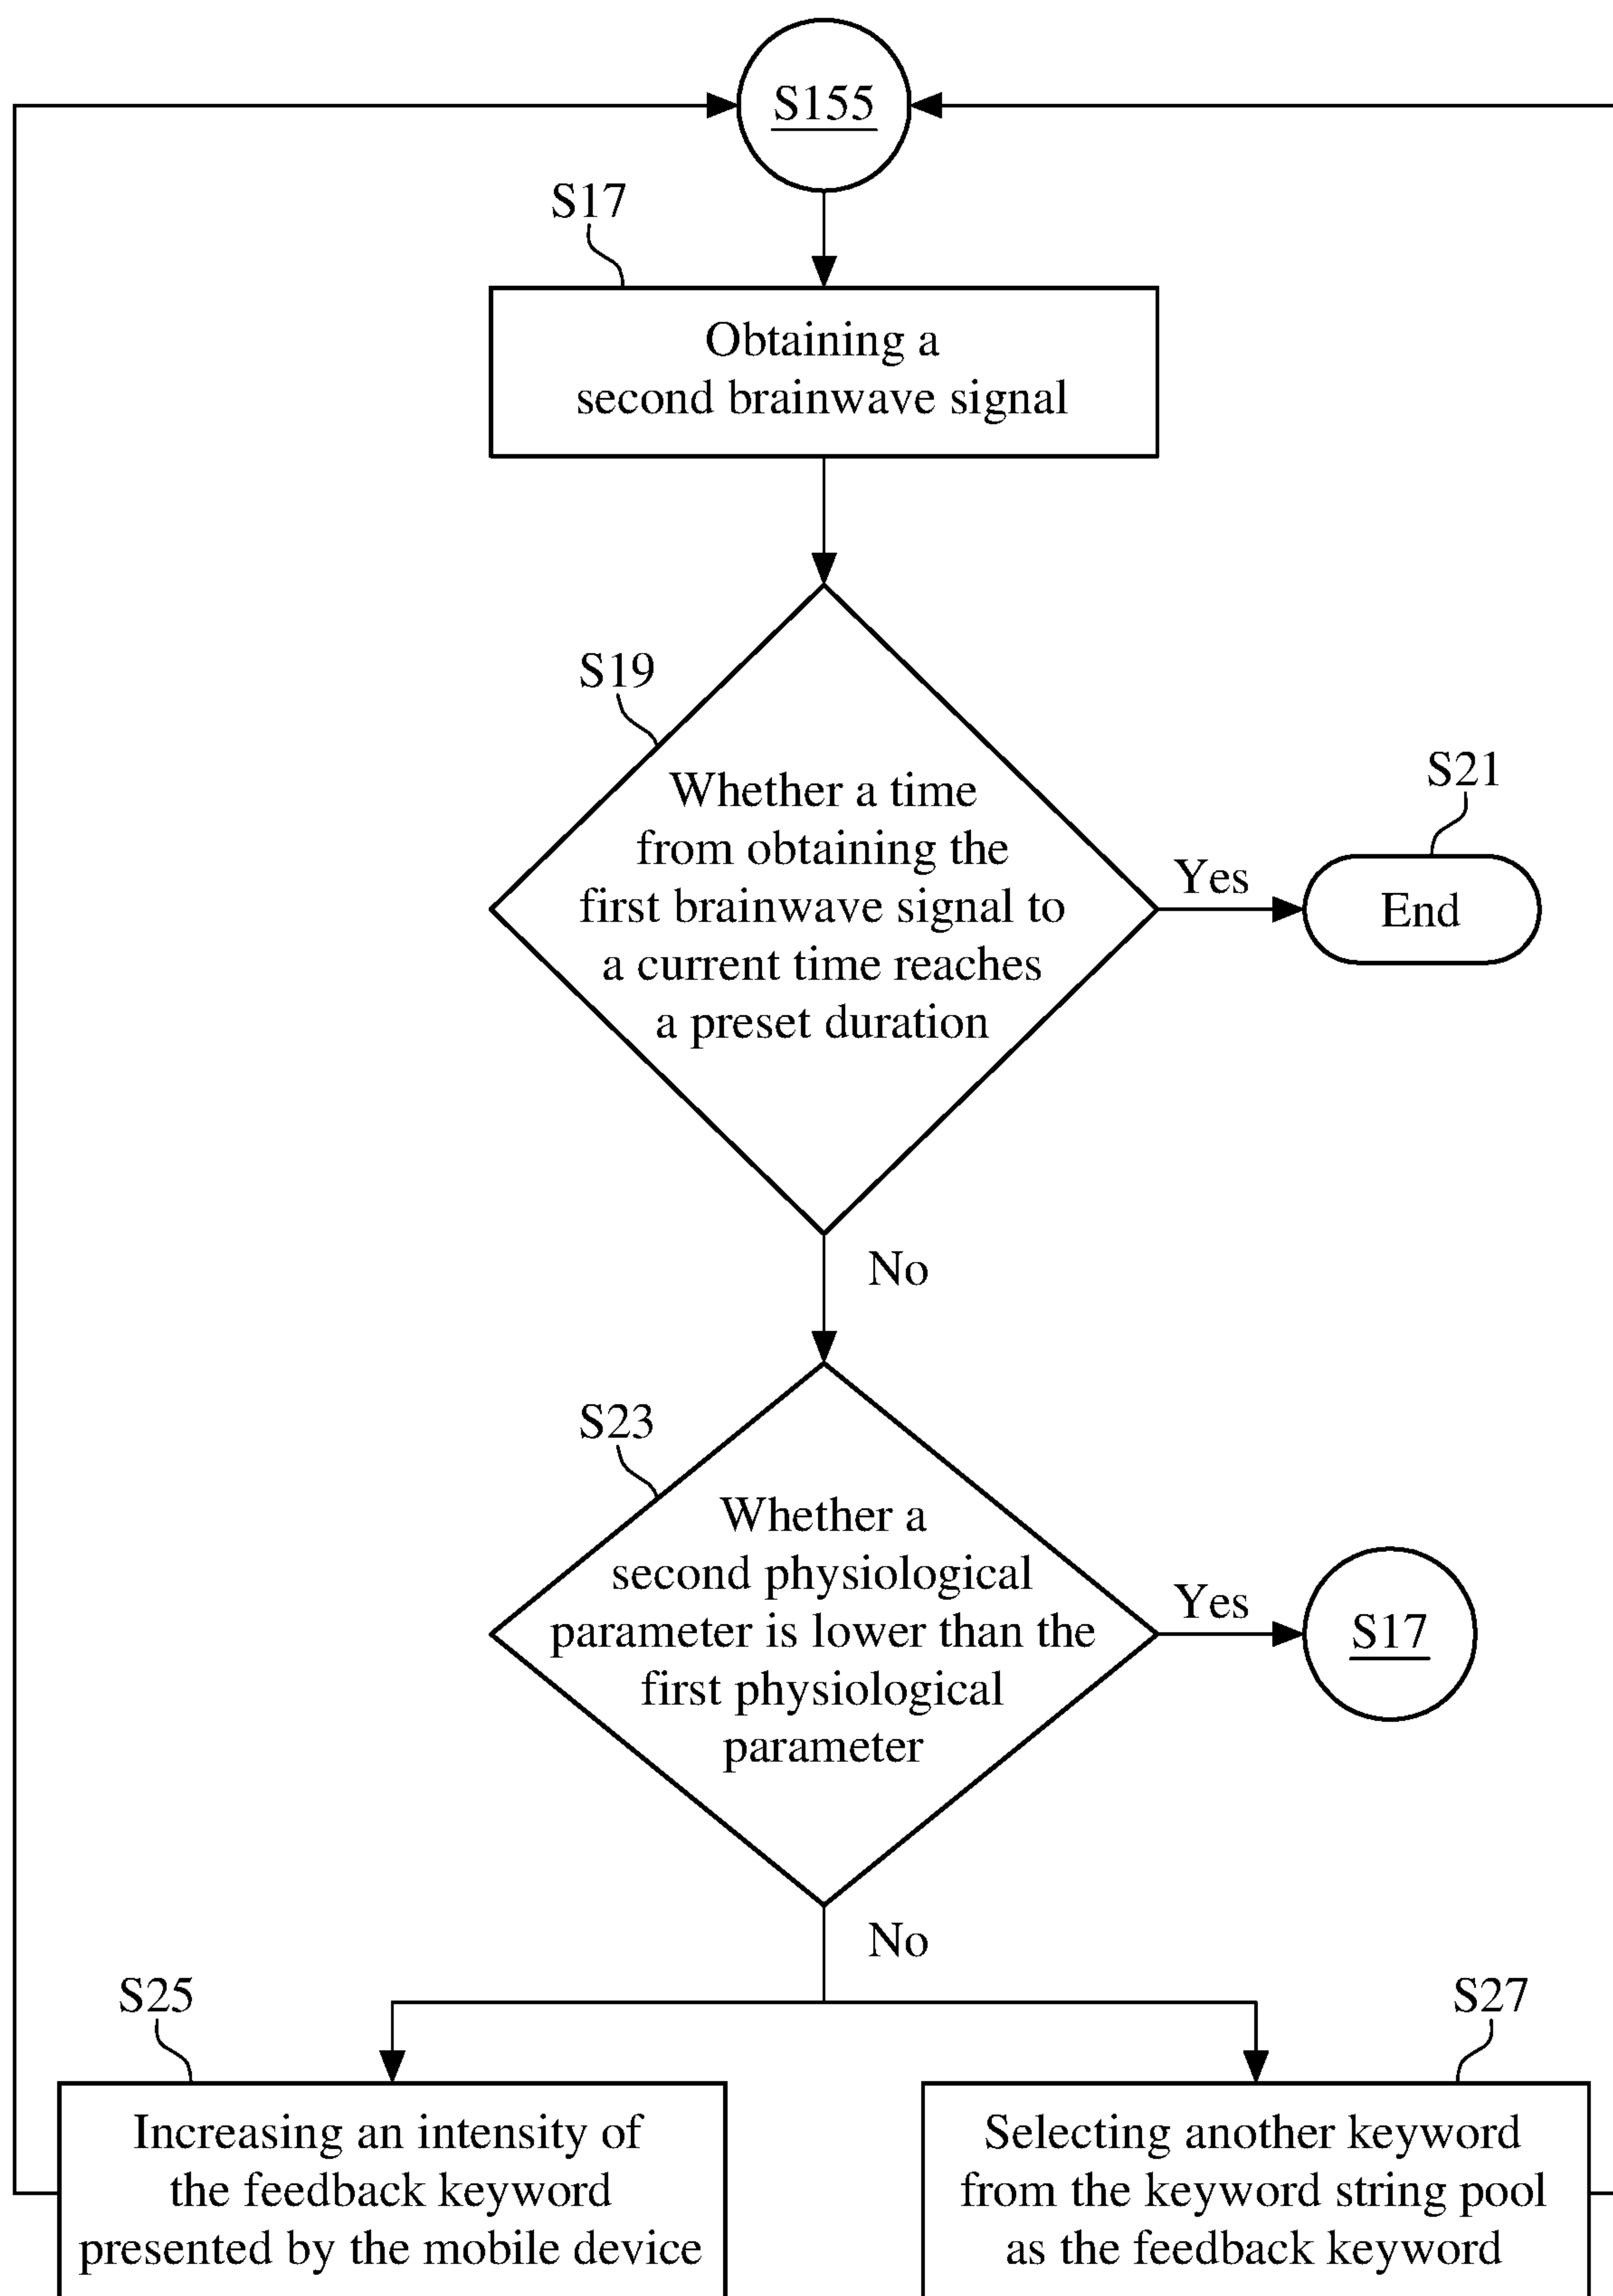 S155
S17
Obtaining a
second brainwave signal
S19
Whether a time
from obtaining the
first brainwave signal to
a current time reaches
a preset duration
Yes
S21
End
No
S23
Whether a
second physiological
parameter is lower than the
first physiological
parameter
Yes
S17
No
S25
Increasing an intensity of
the feedback keyword
presented by the mobile device
S27
Selecting another keyword
from the keyword string pool
as the feedback keyword